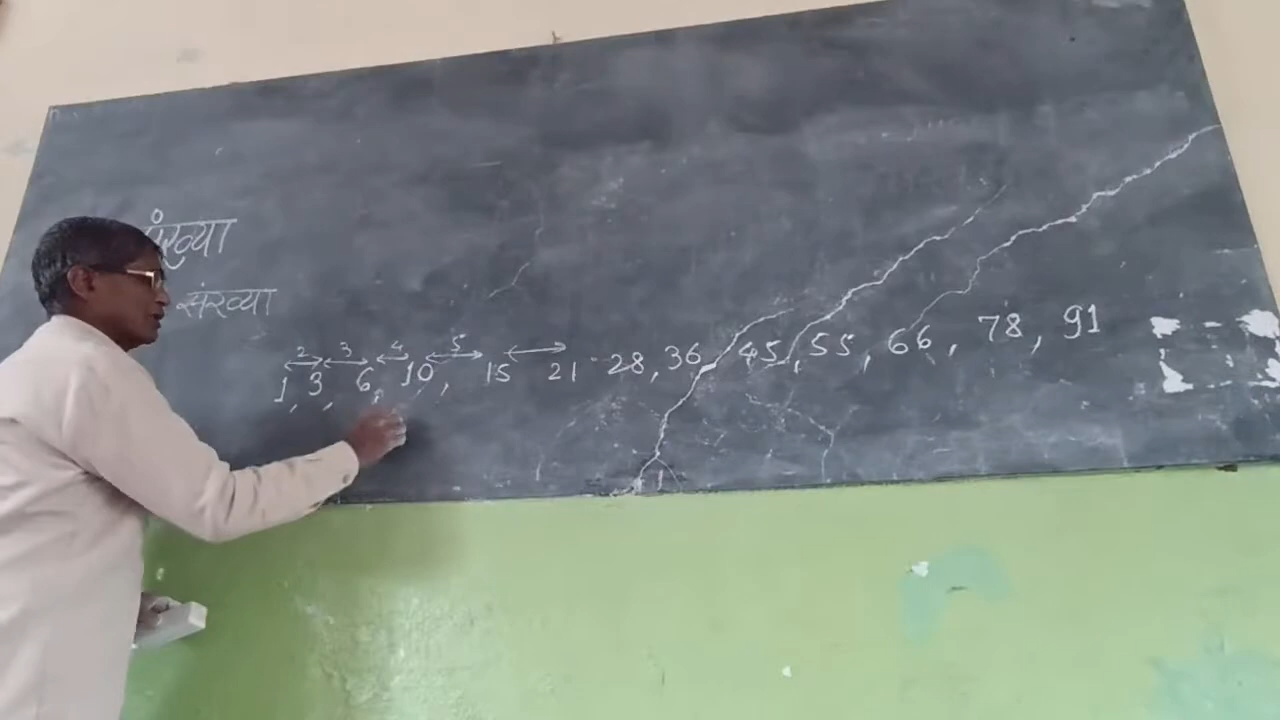 संख्या
संख्या
2 3 4 5
1, 3, 6, 10, 15 21 28, 36 45, 55, 66, 78, 91